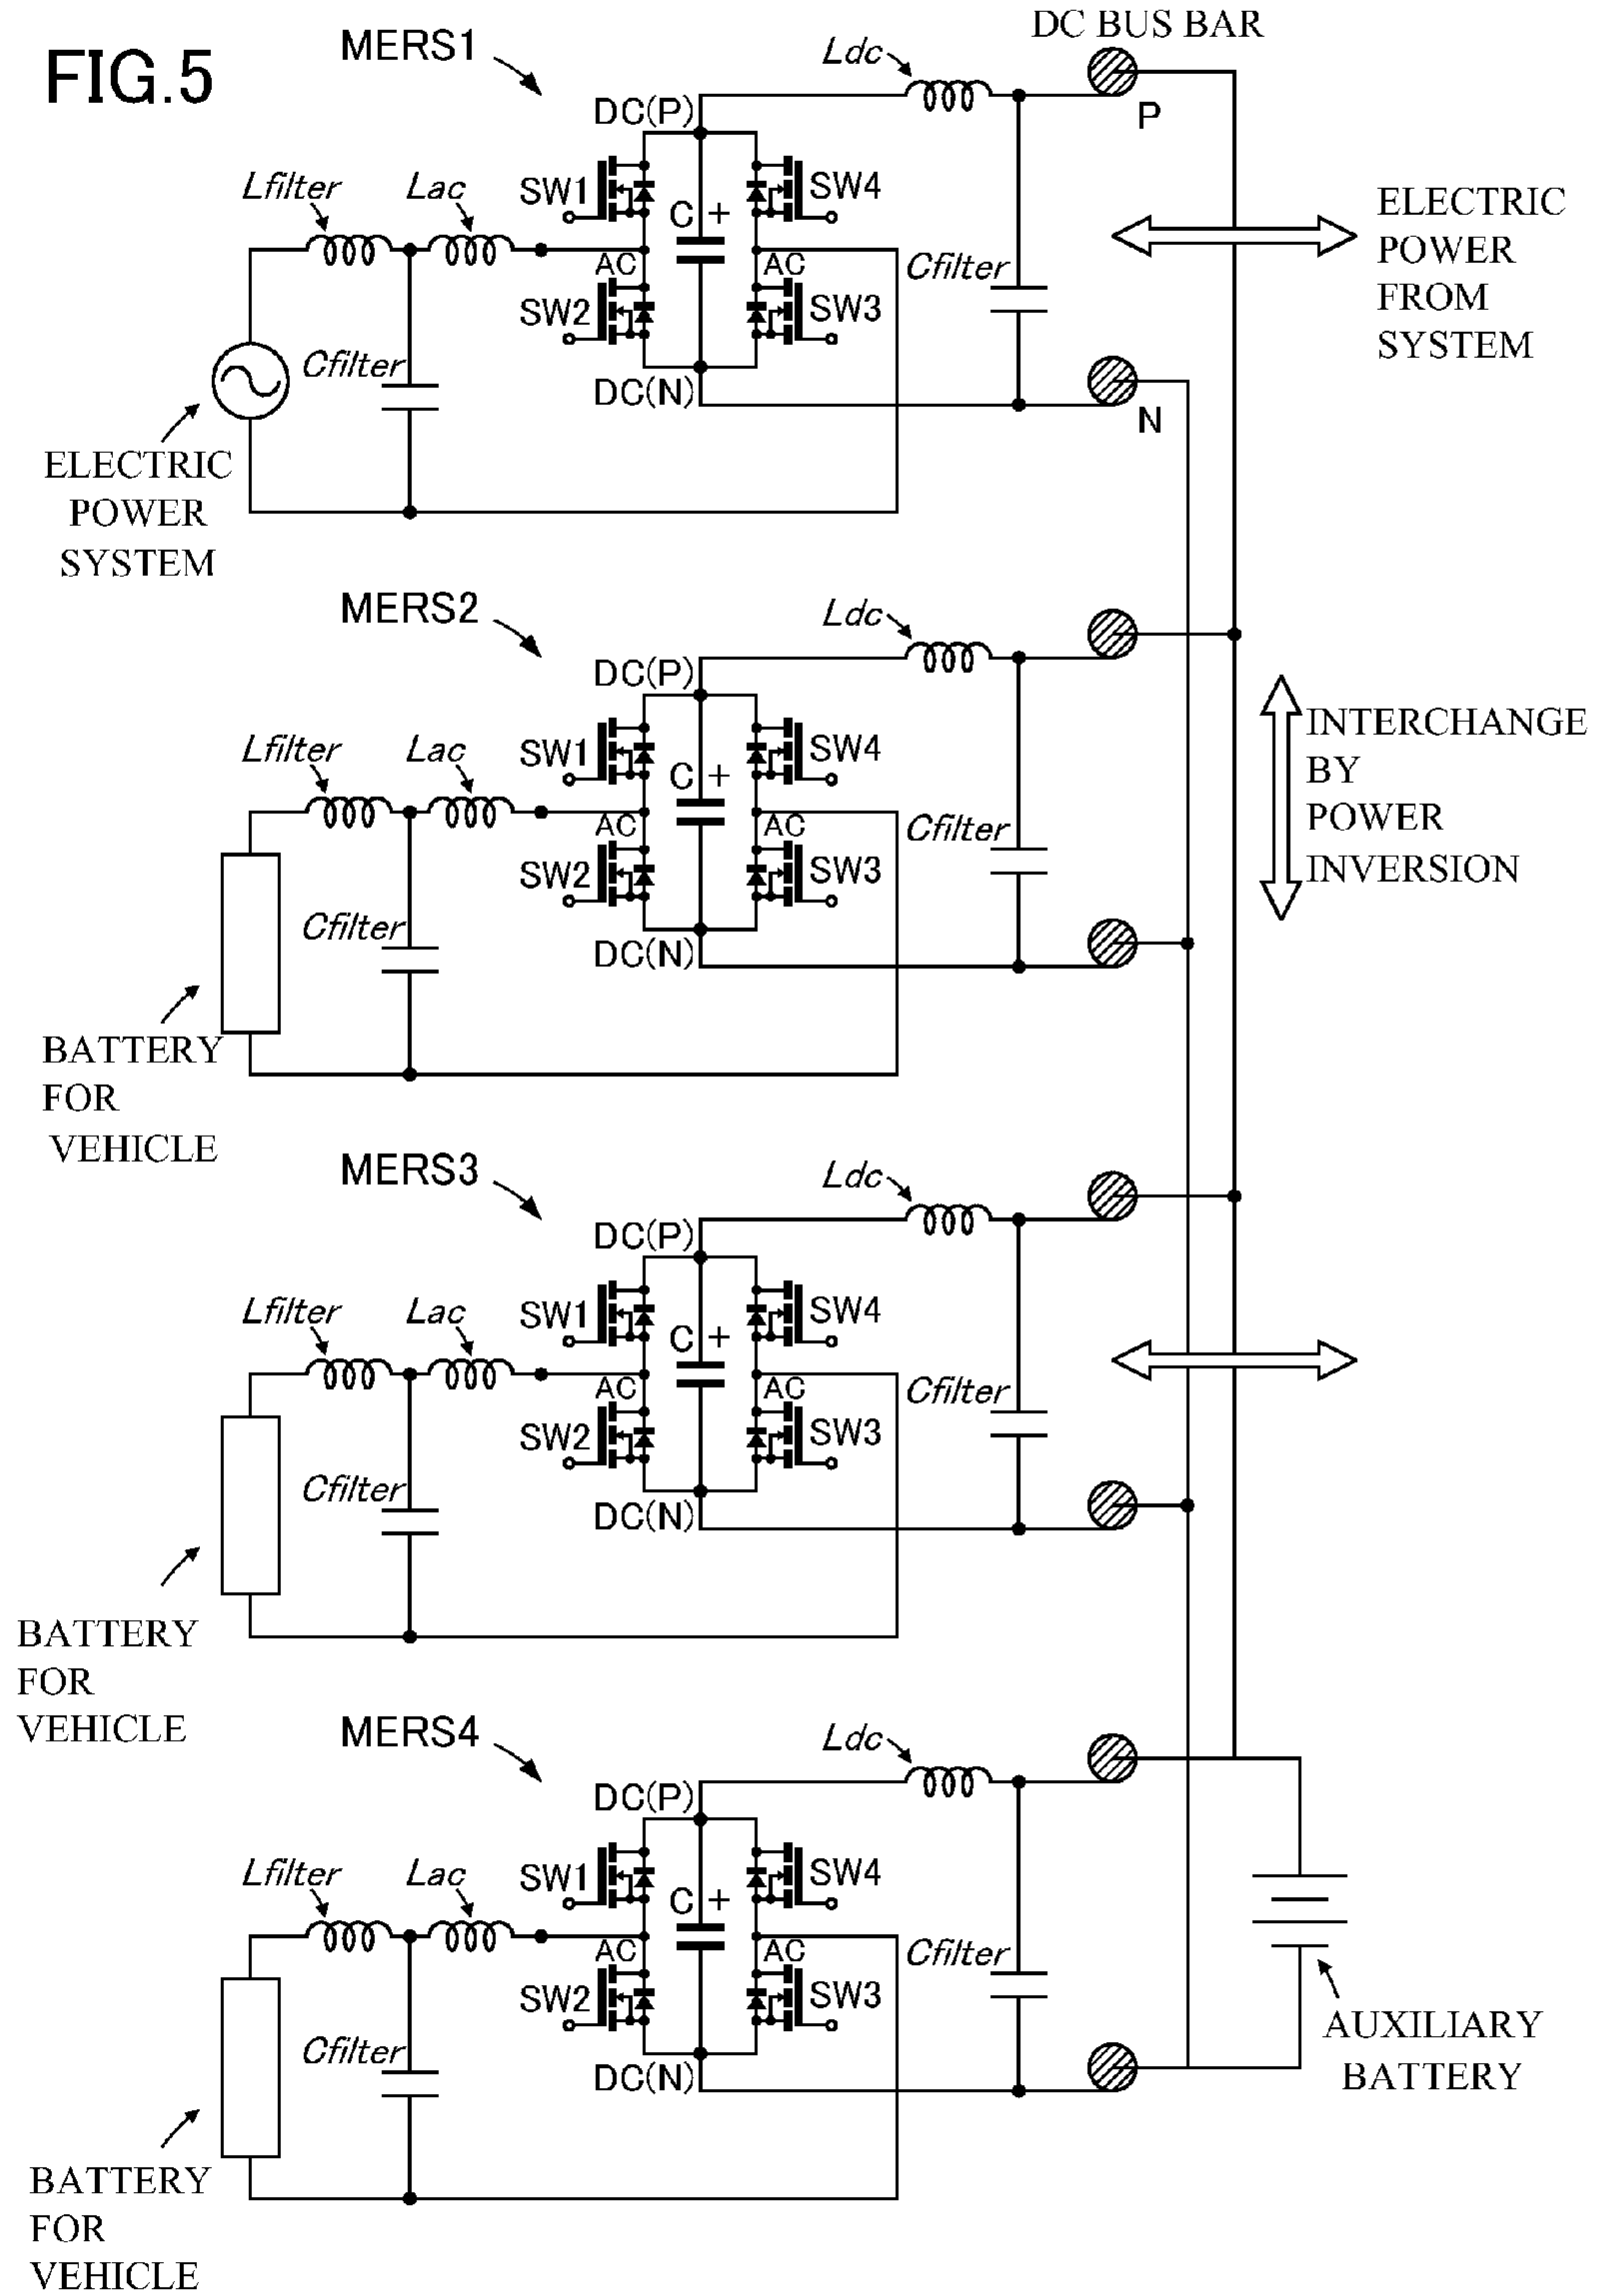 FIG.5
MERS1
Ldc
DC BUS BAR
P
DC(P)
SW1
SW4
C +
Lfilter
Lac
AC
AC
SW2
SW3
Cfilter
Cfilter
DC(N)
N
ELECTRIC
POWER
FROM
SYSTEM
ELECTRIC
POWER
SYSTEM
MERS2
Ldc
DC(P)
SW1
SW4
C +
Lfilter
Lac
AC
AC
SW2
SW3
Cfilter
Cfilter
DC(N)
INTERCHANGE
BY
POWER
INVERSION
BATTERY
FOR
VEHICLE
MERS3
Ldc
DC(P)
SW1
SW4
C +
Lfilter
Lac
AC
AC
SW2
SW3
Cfilter
Cfilter
DC(N)
BATTERY
FOR
VEHICLE
MERS4
Ldc
DC(P)
SW1
SW4
C +
Lfilter
Lac
AC
AC
SW2
SW3
Cfilter
Cfilter
DC(N)
AUXILIARY
BATTERY
BATTERY
FOR
VEHICLE